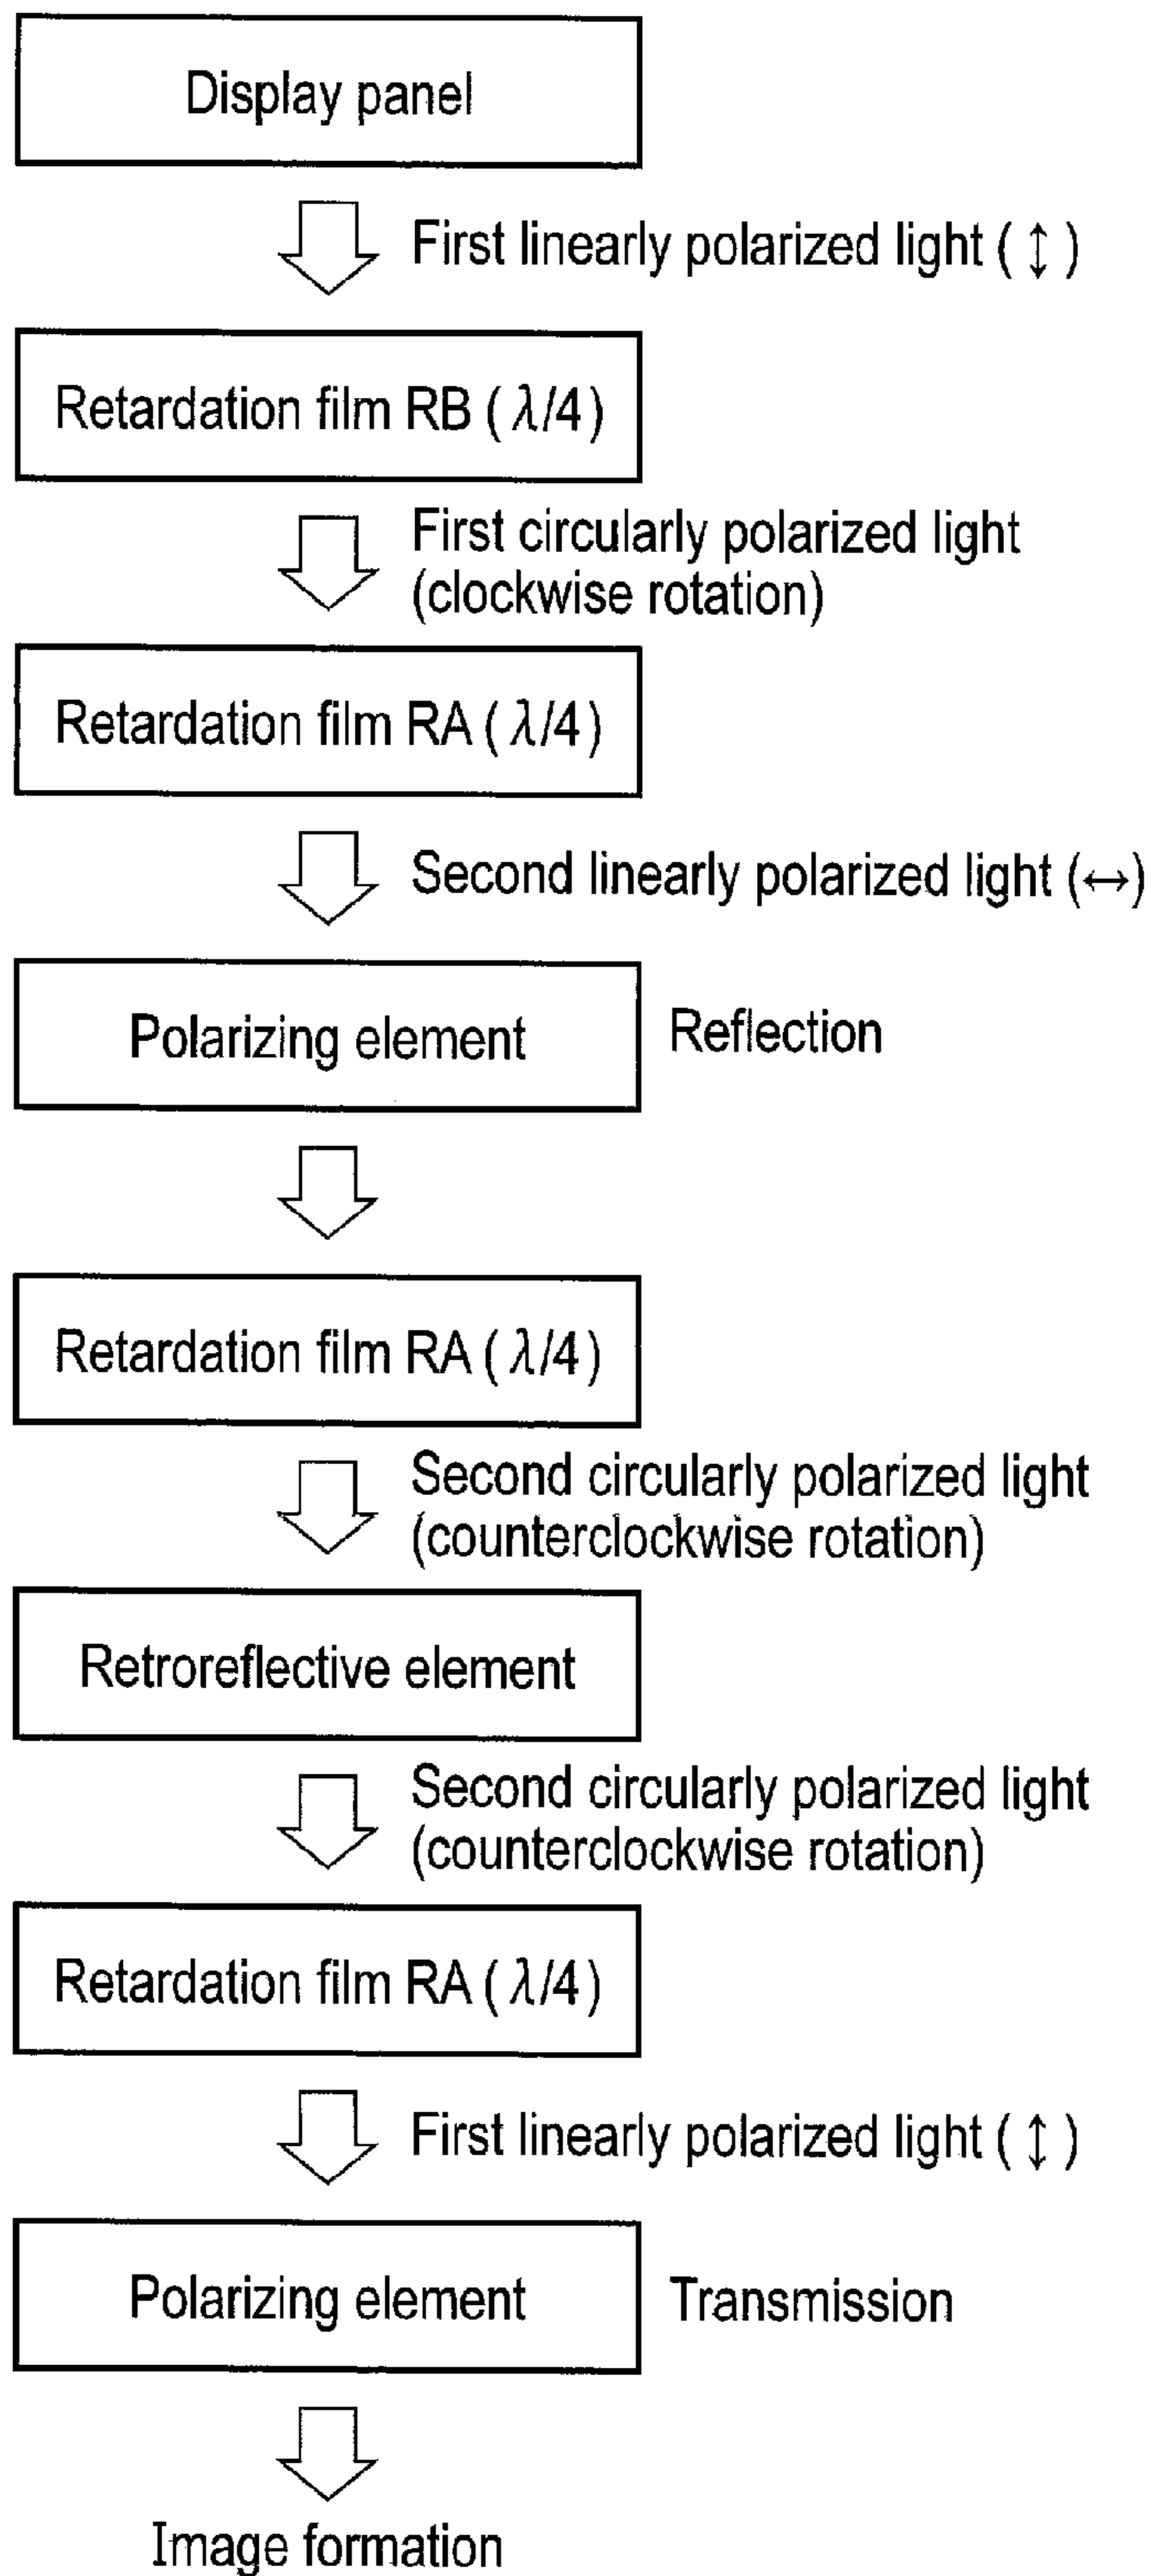 Display panel
First linearly polarized light ( ↕ )
Retardation film RB ( λ/4 )
First circularly polarized light
(clockwise rotation)
Retardation film RA ( λ/4 )
Second linearly polarized light (↔)
Polarizing element
Reflection
Retardation film RA ( λ/4 )
Second circularly polarized light
(counterclockwise rotation)
Retroreflective element
Second circularly polarized light
(counterclockwise rotation)
Retardation film RA ( λ/4 )
First linearly polarized light ( ↕ )
Polarizing element
Transmission
Image formation